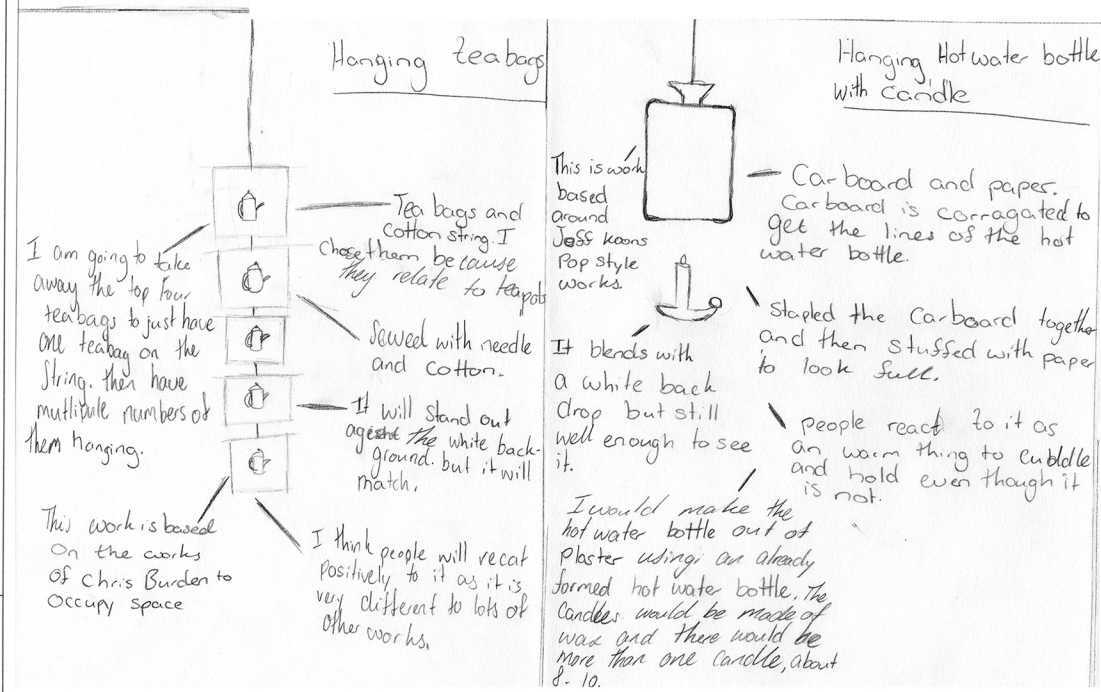 Hanging teabags
Tea bags and
cotton string. I
chose them because
they relate to teapots
I am going to take
away the top four
teabags to just have
one teabag on the
String. then have
mutlipule numbers of
them hanging.
Sewed with needle
and cotton.
It will stand out
the white back-
ground. but it will
match.
This work is based
on the works
of Chris Burden to
occupy space
I think people will recat
positively to it as it is
very different to lots of
other works.
Hanging Hot water bottle
with candle
This is work
based
around
Jeff koons
Pop style
works.
Carboard and paper.
Carboard is corragated to
get the lines of the hot
water bottle.
Stapled the Carboard together
and then stuffed with paper
to look full.
It blends with
a white back
drop but still
well enough to see
it.
people react to it as
an warm thing to cubdle
and hold even though it
is not.
I would make the
hot water bottle out of
plaster using an already
formed hot water bottle. The
Candles would be made of
wax and there would be
more than one candle, about
8-10.